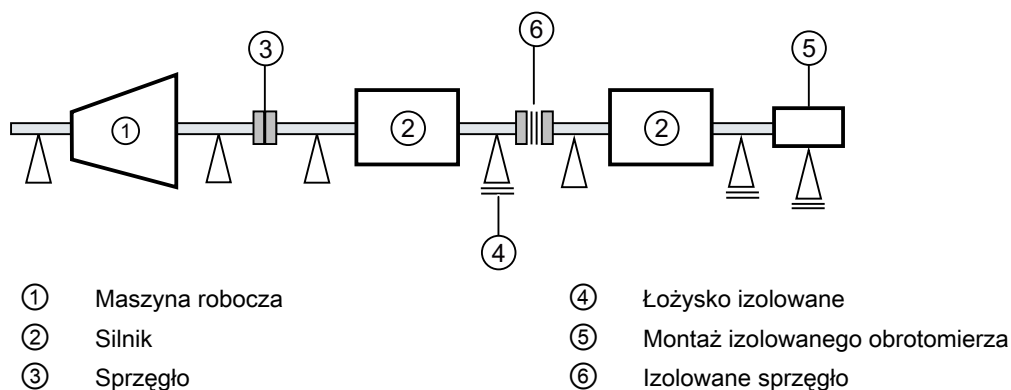 ③ ⑥ ⑤
① ② ②
④
① Maszyna robocza
② Silnik
③ Sprzęgło
④ Łożysko izolowane
⑤ Montaż izolowanego obrotomierza
⑥ Izolowane sprzęgło